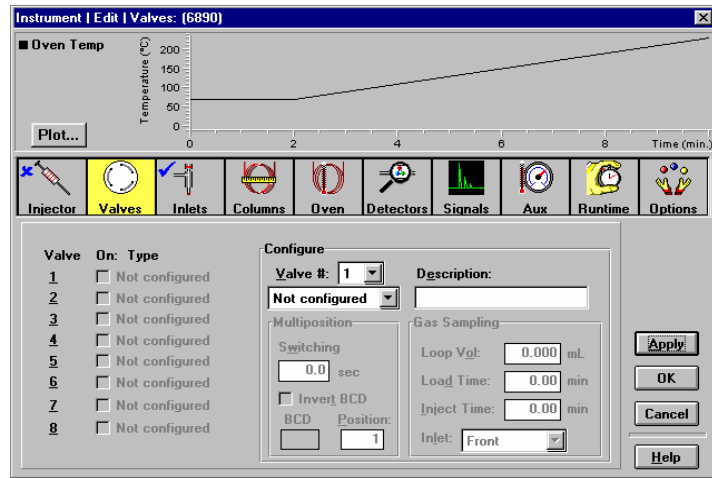 Instrument | Edit | Valves: (6890)
Oven Temp
Temperature (°C)
200
150
100
50
0
Plot...
0 2 4 6 8 Time (min.)
Injector Valves Inlets Columns Oven Detectors Signals Aux Runtime Options
Valve On: Type
1 Not configured
2 Not configured
3 Not configured
4 Not configured
5 Not configured
6 Not configured
7 Not configured
8 Not configured
Configure
Valve #: 1
Not configured
Description:
Multiposition
Switching
0.0 sec
Invert BCD
BCD Position:
1
Gas Sampling
Loop Vol: 0.000 mL
Load Time: 0.00 min
Inject Time: 0.00 min
Inlet: Front
Apply
OK
Cancel
Help